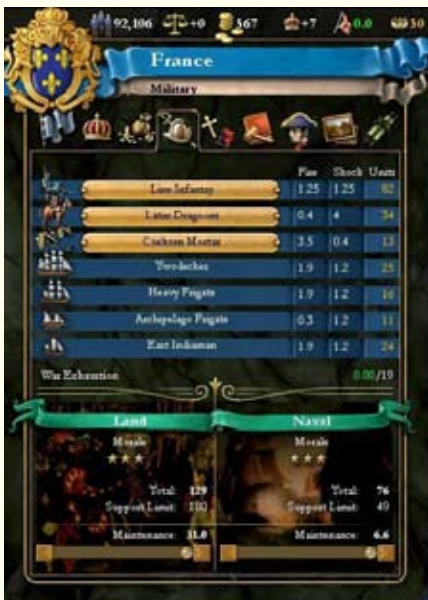 92,106 +0 367 +7 0.0 30
France
Military
Fire Shock Units
Line Infantry 1.25 1.25 82
Latin Dragoons 0.4 4 34
Coehorn Mortar 3.5 0.4 13
Twodecker 1.9 1.2 25
Heavy Frigate 1.9 1.2 16
Archipelago Frigate 0.3 1.2 11
East Indiaman 1.9 1.2 24
War Exhaustion 0.00/19
Land Naval
Morale Morale
Total: 129 Total: 76
Support Limit: 180 Support Limit: 49
Maintenance: 31.0 Maintenance: 6.6